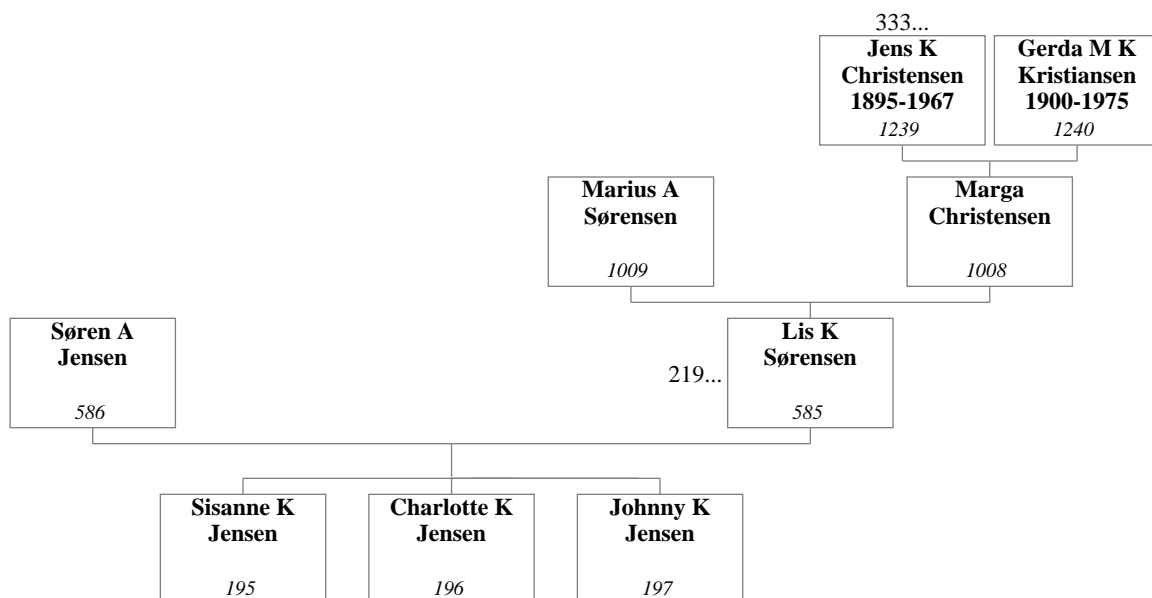 333...
Jens K
Christensen
1895-1967
1239
Gerda M K
Kristiansen
1900-1975
1240
Marius A
Sørensen
1009
Marga
Christensen
1008
Søren A
Jensen
586
219...
Lis K
Sørensen
585
Sisanne K
Jensen
195
Charlotte K
Jensen
196
Johnny K
Jensen
197